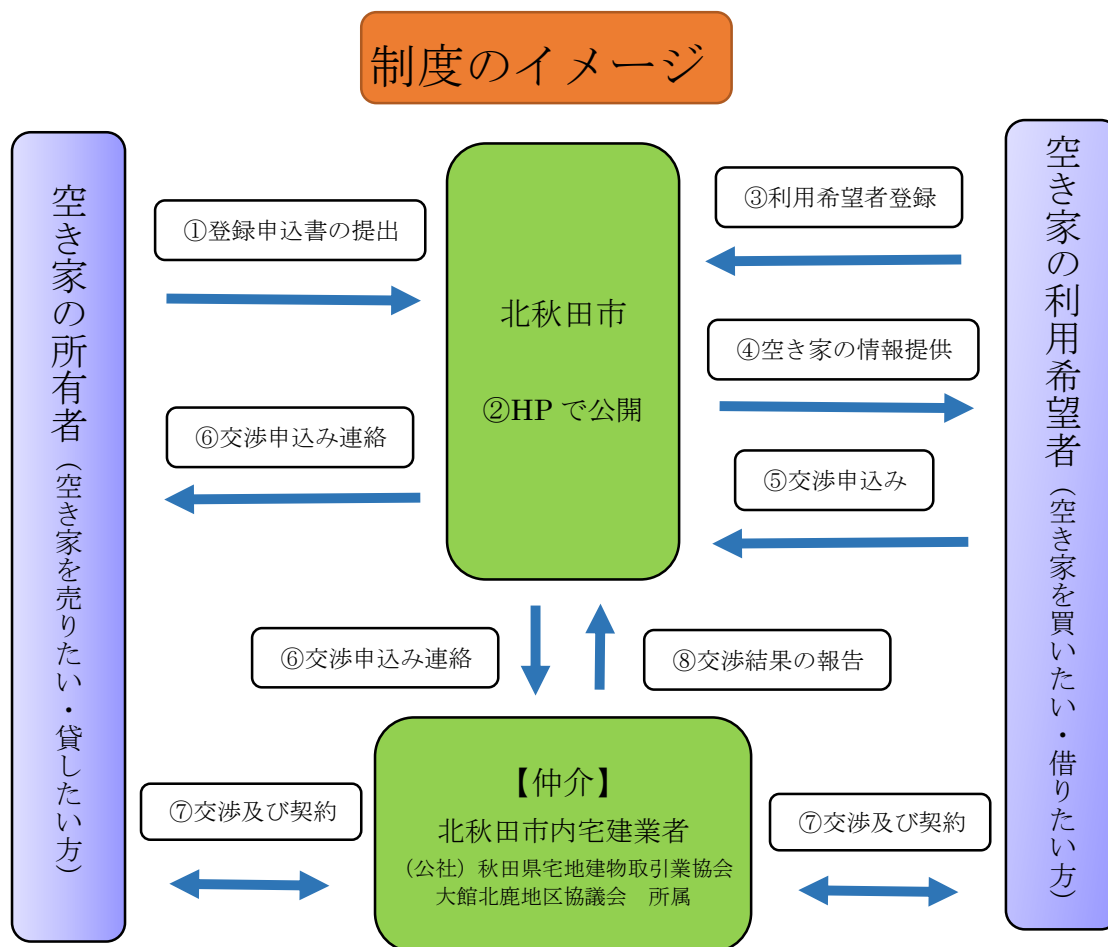 制度のイメージ
空き家の所有者（空き家を売りたい・貸したい方）
①登録申込書の提出
⑥交渉申込み連絡
北秋田市
②HP で公開
③利用希望者登録
④空き家の情報提供
⑤交渉申込み
空き家の利用希望者（空き家を買いたい・借りたい方）
⑥交渉申込み連絡
⑧交渉結果の報告
⑦交渉及び契約
【仲介】
北秋田市内宅建業者
（公社）秋田県宅地建物取引業協会
大館北鹿地区協議会　所属
⑦交渉及び契約